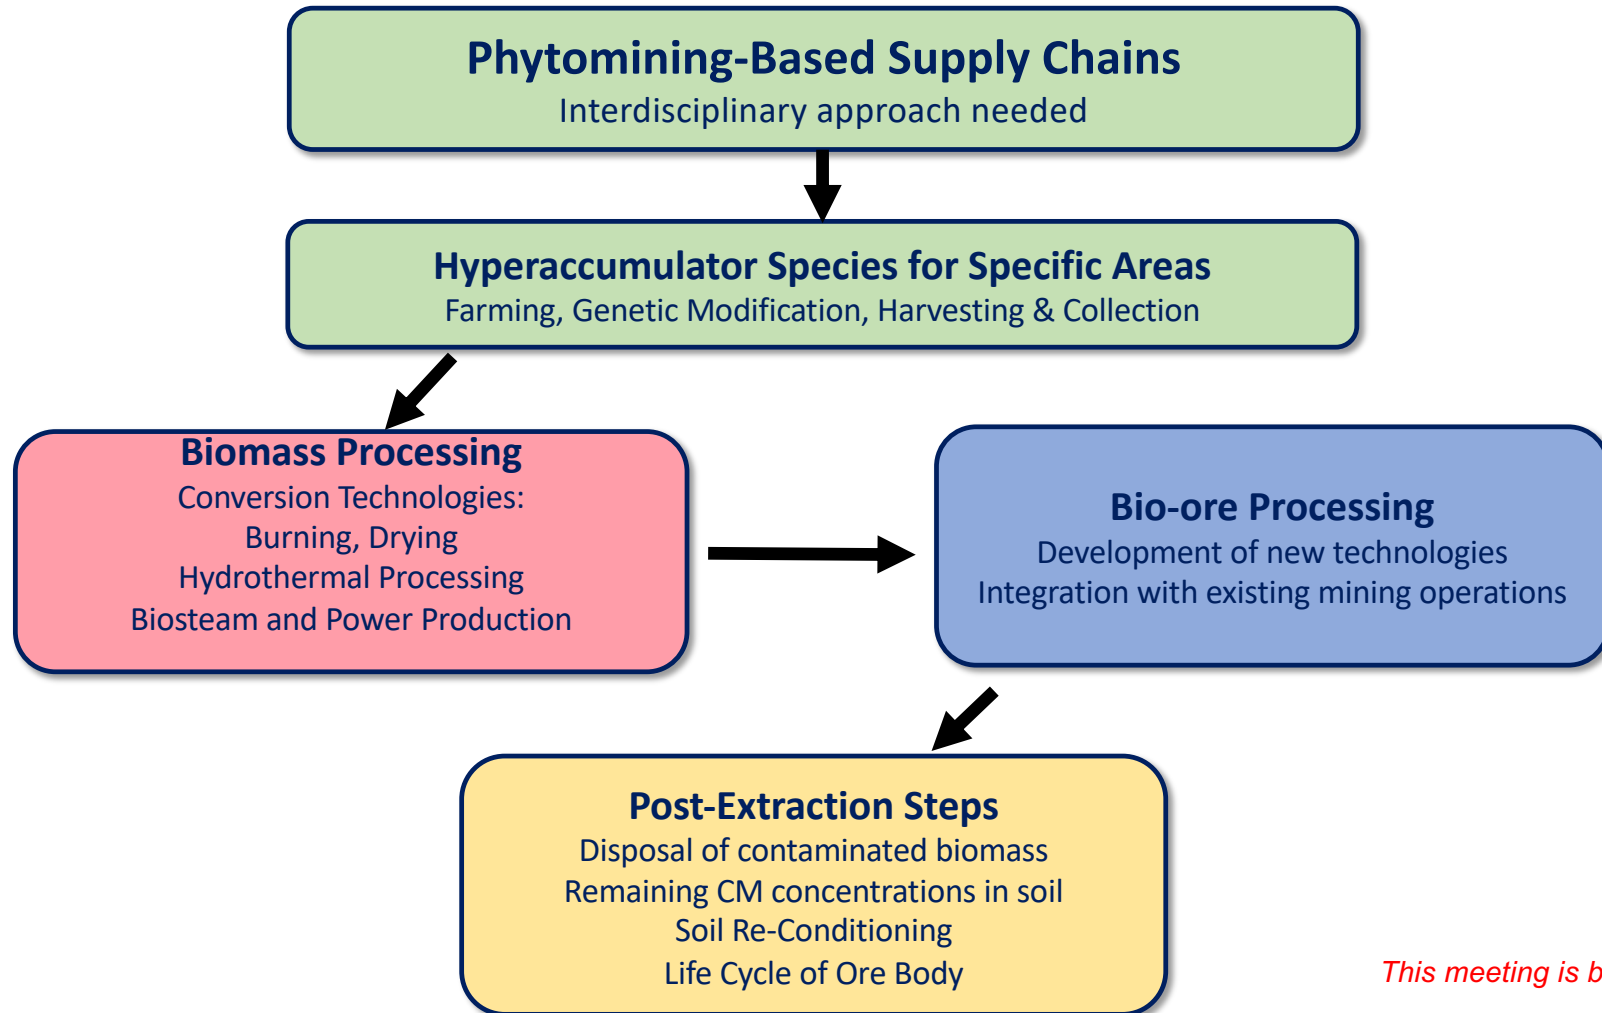 Phytomining-Based Supply Chains
Interdisciplinary approach needed
Hyperaccumulator Species for Specific Areas
Farming, Genetic Modification, Harvesting & Collection
Biomass Processing
Conversion Technologies:
Burning, Drying
Hydrothermal Processing
Biosteam and Power Production
Bio-ore Processing
Development of new technologies
Integration with existing mining operations
Post-Extraction Steps
Disposal of contaminated biomass
Remaining CM concentrations in soil
Soil Re-Conditioning
Life Cycle of Ore Body
This meeting is b